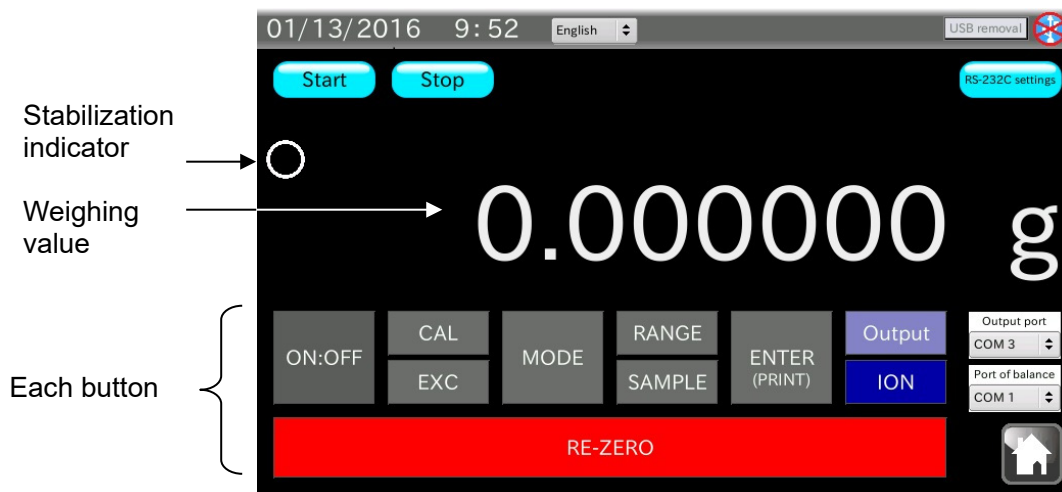 01/13/2016 9:52 English USB removal
Start Stop RS-232C settings
Stabilization
indicator
Weighing
value
0.000000 g
Each button
ON:OFF
CAL
EXC
MODE
RANGE
SAMPLE
ENTER
(PRINT)
Output
ION
Output port
COM 3
Port of balance
COM 1
RE-ZERO